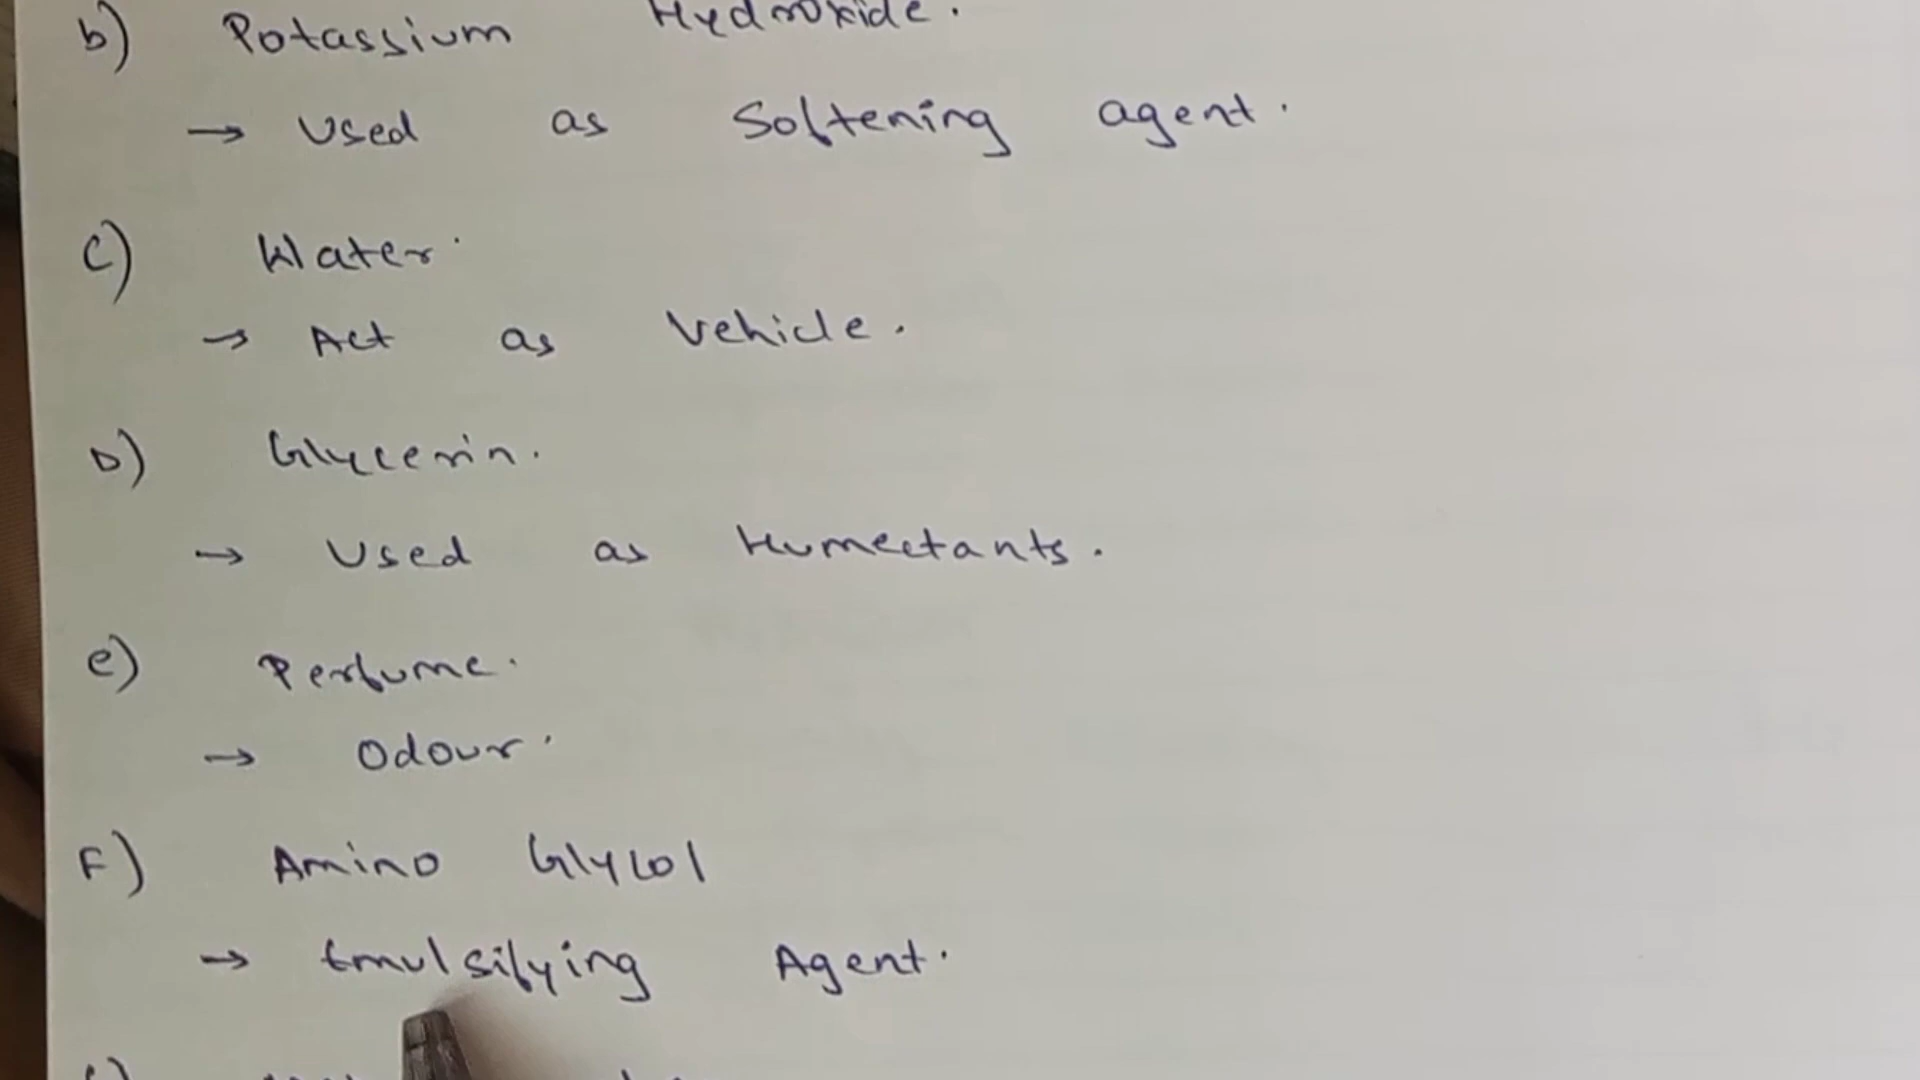 b) Potassium Hydroxide.
→ Used as Softening agent.
c) Water.
→ Act as Vehicle.
D) Glycerin.
→ Used as Humectants.
e) Perfume.
→ Odour.
F) Amino Glycol
→ Emulsifying Agent.